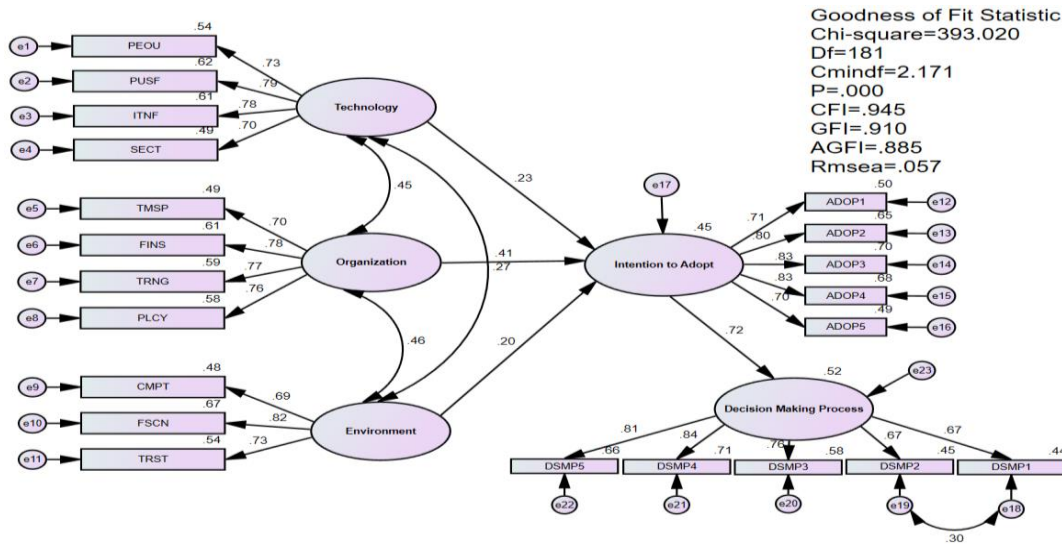 Goodness of Fit Statistic
Chi-square=393.020
Df=181
Cmindf=2.171
P=.000
CFI=.945
GFI=.910
AGFI=.885
Rmsea=.057
.54
e1 PEOU
.73
.62
e2 PUSF
.79
.61
e3 ITNF
.78
.49
e4 SECT
.70
Technology
.45
.23
.49
e5 TMSP
.70
.61
e6 FINS
.78
.59
e7 TRNG
.77
.58
e8 PLCY
.76
Organization
.41
.27
.46
.20
.48
e9 CMPT
.69
.67
e10 FSCN
.82
.54
e11 TRST
.73
Environment
e17
.45
Intention to Adopt
.50
.71
ADOP1 e12
.65
.80
ADOP2 e13
.70
.83
ADOP3 e14
.68
.83
ADOP4 e15
.49
.70
ADOP5 e16
.72
e23
.52
Decision Making Process
.81
.84
.76
.67
.67
DSMP5
.66
DSMP4
.71
DSMP3
.58
DSMP2
.45
DSMP1
.44
e22
e21
e20
e19
e18
.30